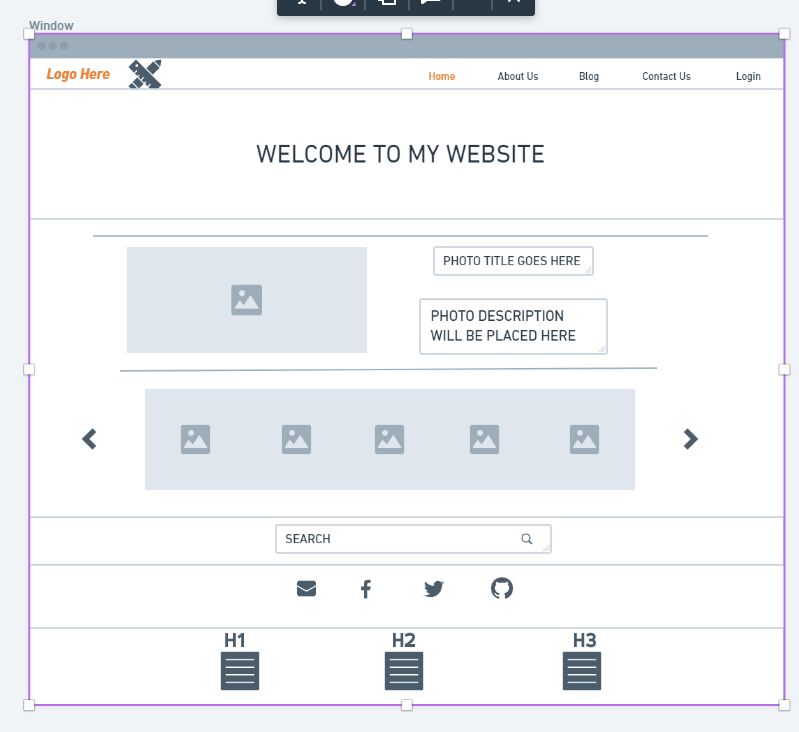 Window
Logo Here
Home
About Us
Blog
Contact Us
Login
WELCOME TO MY WEBSITE
PHOTO TITLE GOES HERE
PHOTO DESCRIPTION
WILL BE PLACED HERE
SEARCH
H1
H2
H3